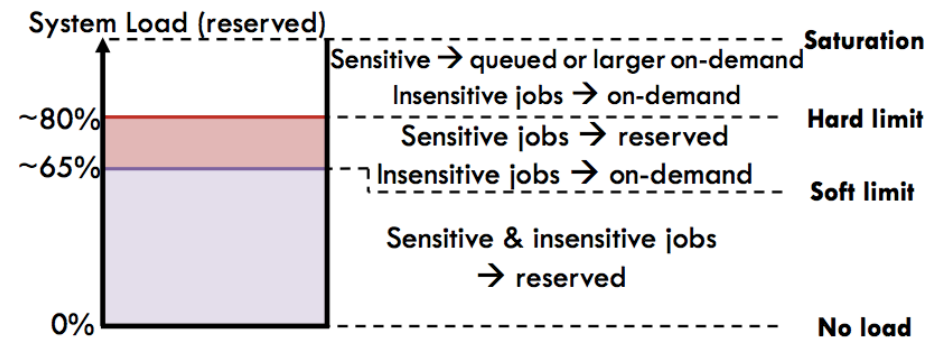 System Load (reserved)
Saturation
Sensitive → queued or larger on-demand
Insensitive jobs → on-demand
~80%
Hard limit
Sensitive jobs → reserved
~65%
Insensitive jobs → on-demand
Soft limit
Sensitive & insensitive jobs
→ reserved
0%
No load